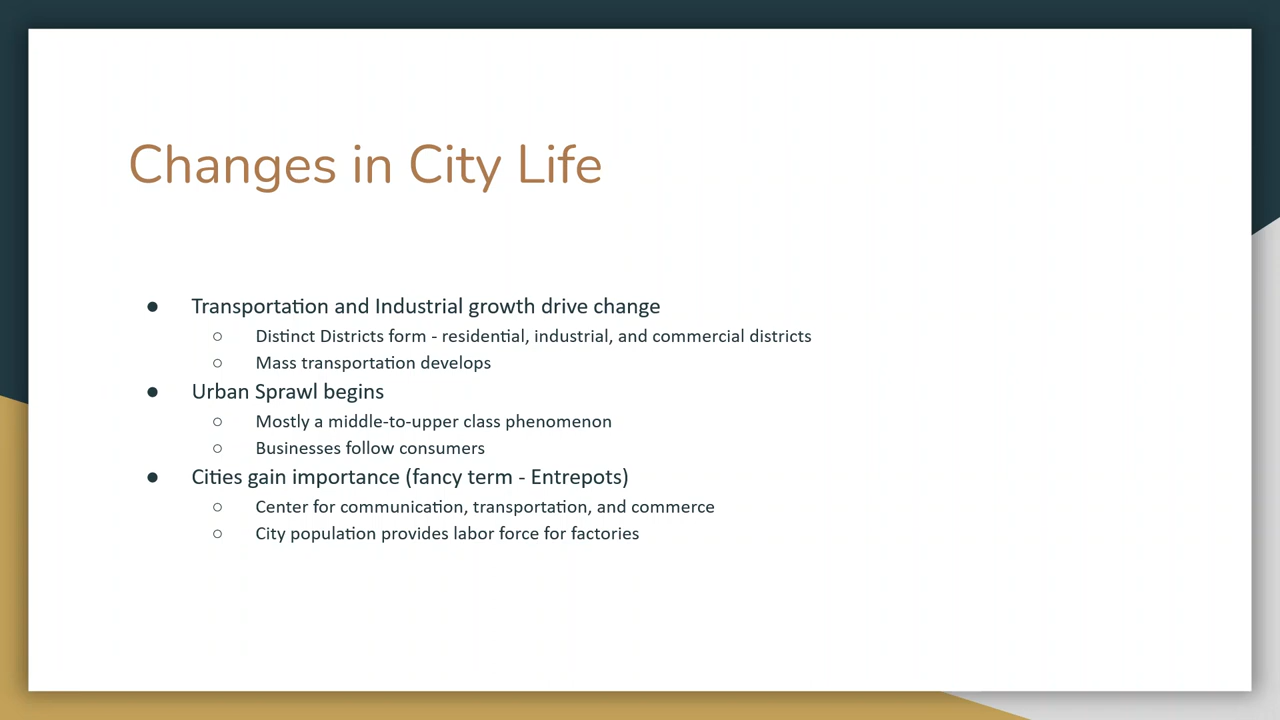 Changes in City Life
● Transportation and Industrial growth drive change
○ Distinct Districts form - residential, industrial, and commercial districts
○ Mass transportation develops
● Urban Sprawl begins
○ Mostly a middle-to-upper class phenomenon
○ Businesses follow consumers
● Cities gain importance (fancy term - Entrepots)
○ Center for communication, transportation, and commerce
○ City population provides labor force for factories